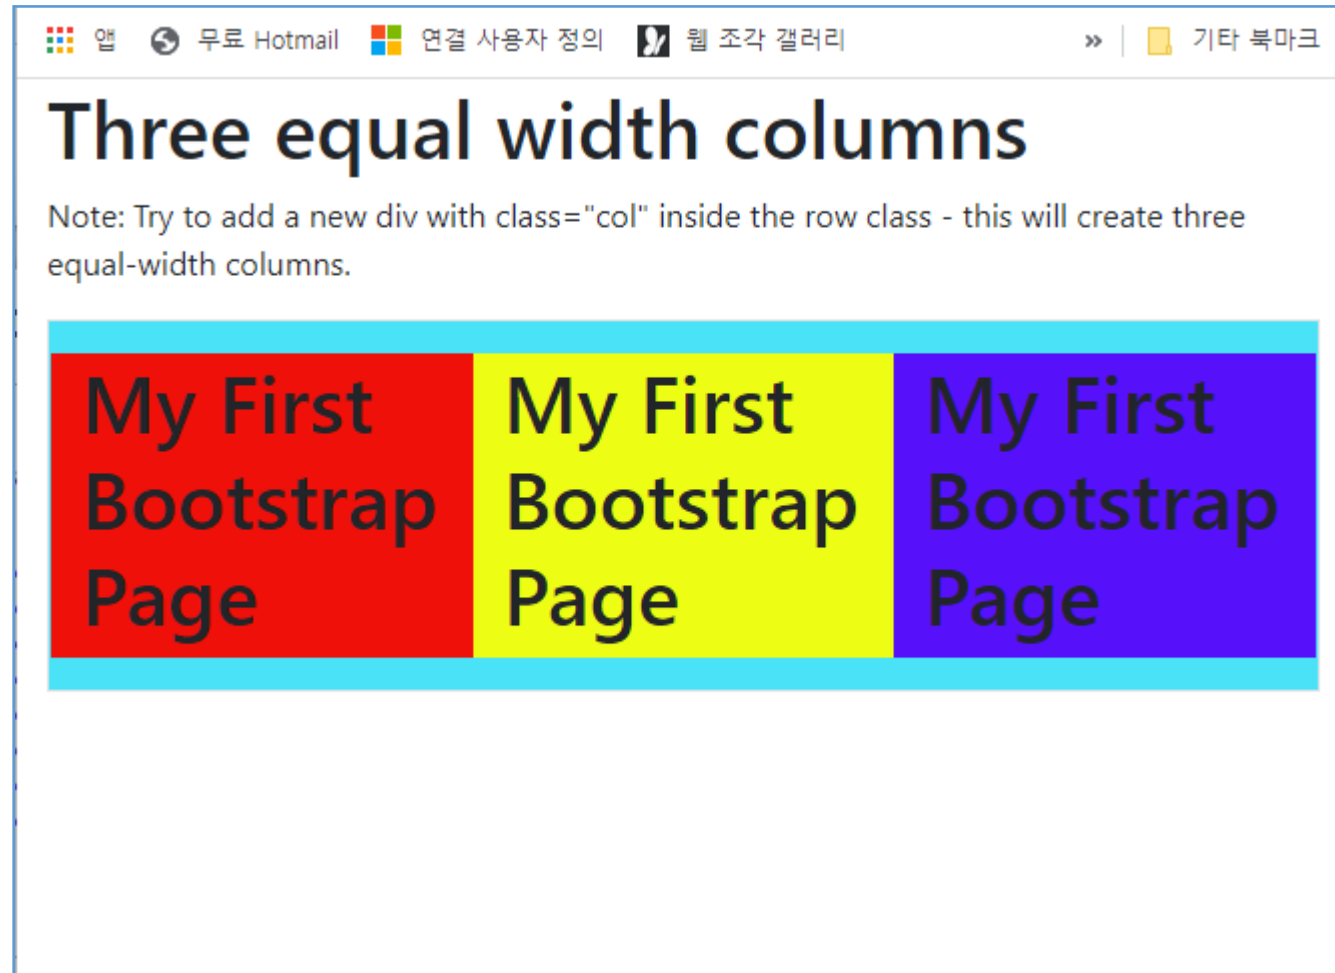 앱 무료 Hotmail 연결 사용자 정의 웹 조각 갤러리 » 기타 북마크
Three equal width columns
Note: Try to add a new div with class="col" inside the row class - this will create three
equal-width columns.
My First
Bootstrap
Page
My First
Bootstrap
Page
My First
Bootstrap
Page